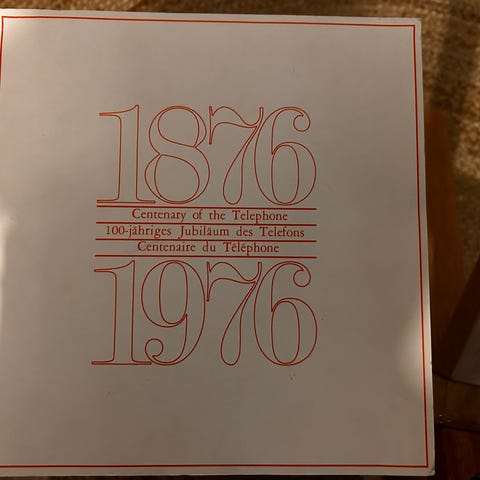 1876
Centenary of the Telephone
100-jähriges Jubiläum des Telefons
Centenaire du Téléphone
1976